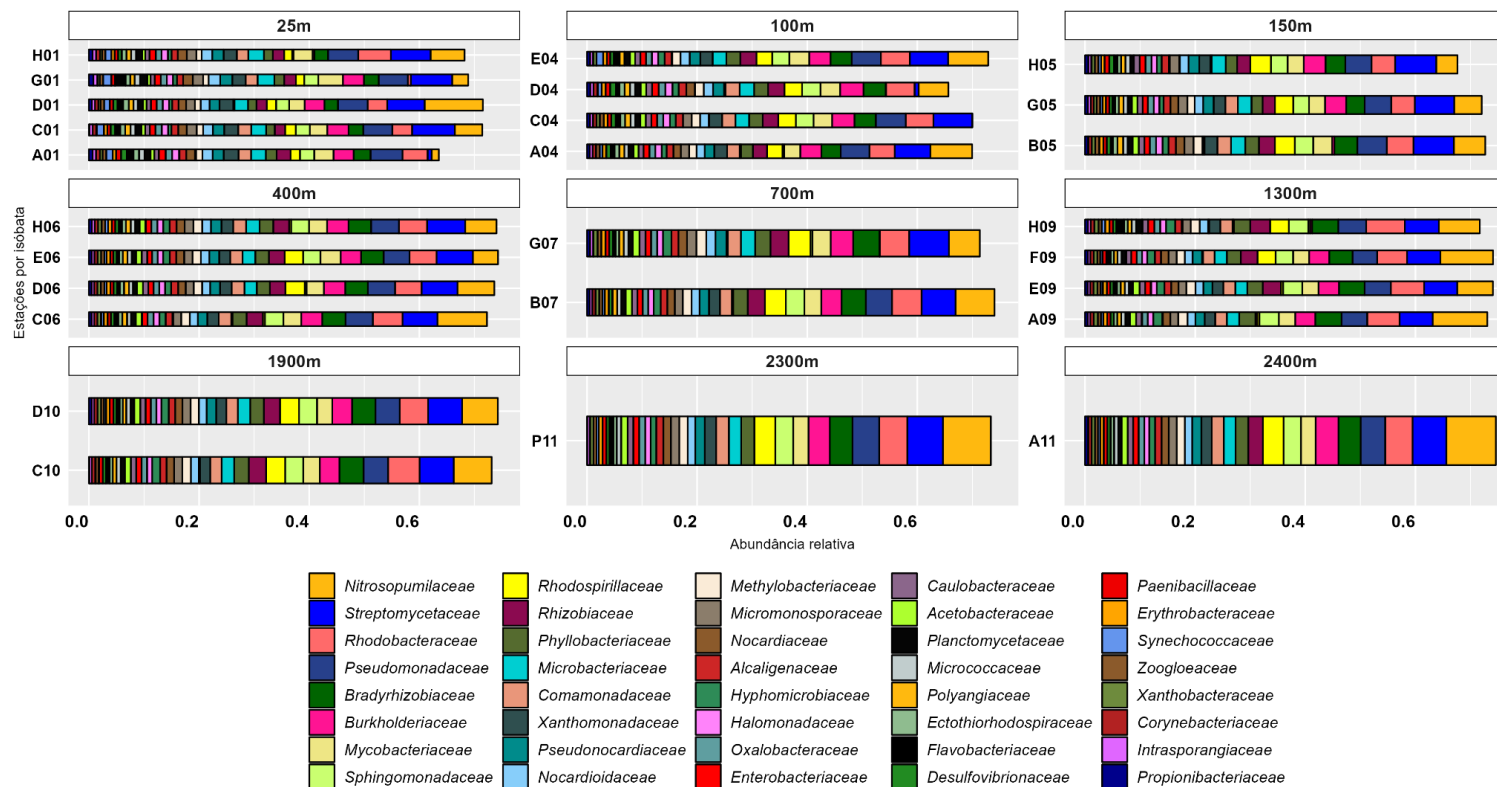 25m
100m
150m
H01
G01
D01
C01
A01
E04
D04
C04
A04
H05
G05
B05
400m
700m
1300m
H06
E06
D06
C06
G07
B07
H09
F09
E09
A09
1900m
2300m
2400m
D10
C10
P11
A11
Estações por isóbata
0.0 0.2 0.4 0.6
0.0 0.2 0.4 0.6
0.0 0.2 0.4 0.6
Abundância relativa
Nitrosopumilaceae
Streptomycetaceae
Rhodobacteraceae
Pseudomonadaceae
Bradyrhizobiaceae
Burkholderiaceae
Mycobacteriaceae
Sphingomonadaceae
Rhodospirillaceae
Rhizobiaceae
Phyllobacteriaceae
Microbacteriaceae
Comamonadaceae
Xanthomonadaceae
Pseudonocardiaceae
Nocardioidaceae
Methylobacteriaceae
Micromonosporaceae
Nocardiaceae
Alcaligenaceae
Hyphomicrobiaceae
Halomonadaceae
Oxalobacteraceae
Enterobacteriaceae
Caulobacteraceae
Acetobacteraceae
Planctomycetaceae
Micrococcaceae
Polyangiaceae
Ectothiorhodospiraceae
Flavobacteriaceae
Desulfovibrionaceae
Paenibacillaceae
Erythrobacteraceae
Synechococcaceae
Zoogloeaceae
Xanthobacteraceae
Corynebacteriaceae
Intrasporangiaceae
Propionibacteriaceae